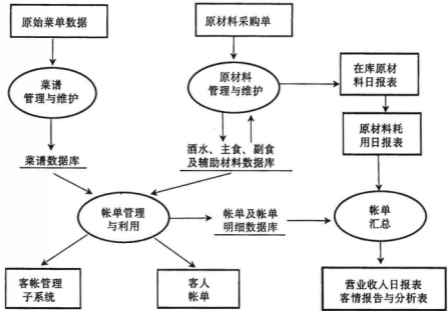 原始菜单数据
原材料采购单
菜谱
管理与维护
原材料
管理与维护
在库原材
料日报表
原材料耗
用日报表
菜谱数据库
酒水、主食、副食
及辅助材料数据库
帐单管理
与利用
帐单及帐单
明细数据库
帐单
汇总
客帐管理
子系统
客人
帐单
营业收人日报表
客情报告与分析表